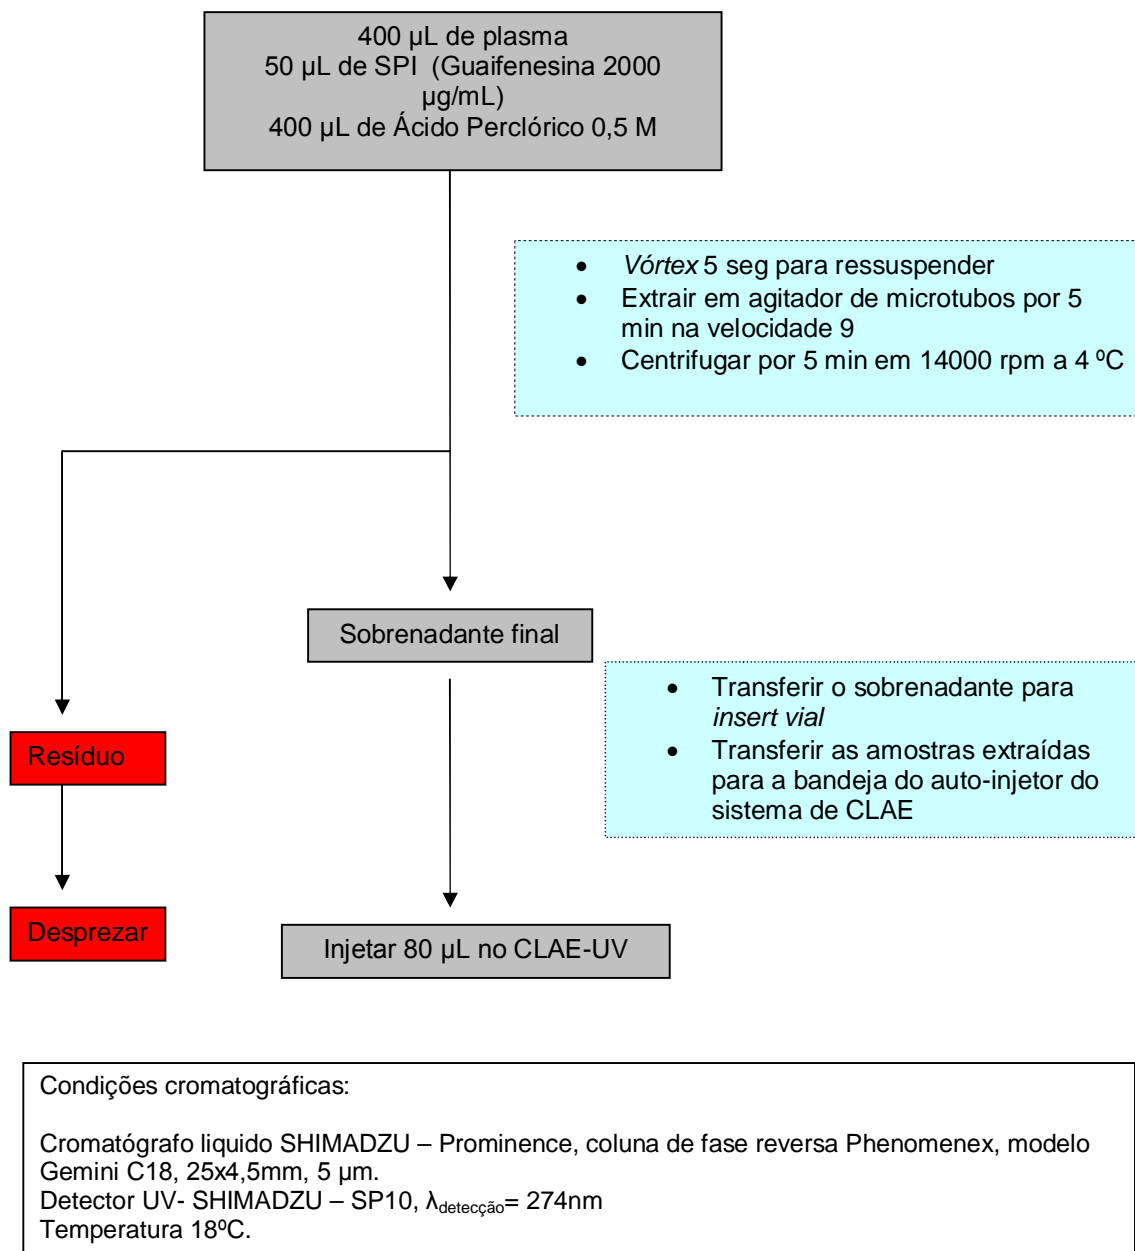 400 µL de plasma
50 µL de SPI (Guaifenesina 2000
µg/mL)
400 µL de Ácido Perclórico 0,5 M
• Vórtex 5 seg para ressuspender
• Extrair em agitador de microtubos por 5
min na velocidade 9
• Centrifugar por 5 min em 14000 rpm a 4 ºC
Sobrenadante final
• Transferir o sobrenadante para
insert vial
• Transferir as amostras extraídas
para a bandeja do auto-injetor do
sistema de CLAE
Resíduo
Desprezar
Injetar 80 µL no CLAE-UV
Condições cromatográficas:
Cromatógrafo liquido SHIMADZU – Prominence, coluna de fase reversa Phenomenex, modelo
Gemini C18, 25x4,5mm, 5 µm.
Detector UV- SHIMADZU – SP10, λdetecção= 274nm
Temperatura 18ºC.